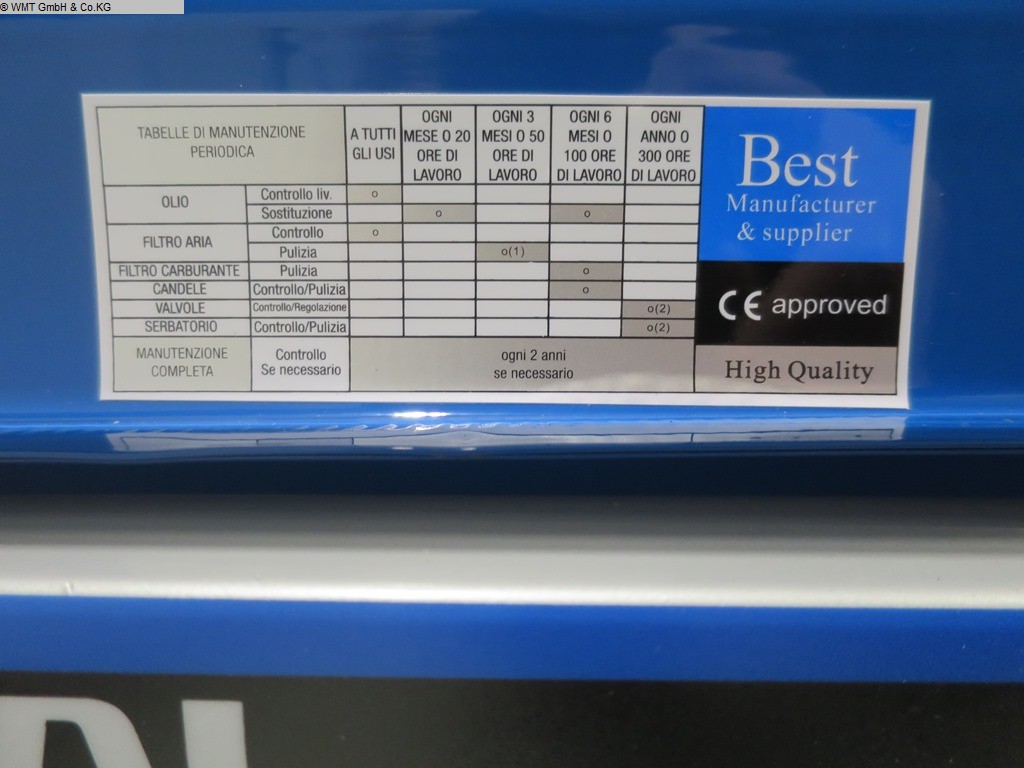 © WMT GmbH & Co.KG
TABELLE DI MANUTENZIONE
PERIODICA
A TUTTI
GLI USI
OGNI
MESE O 20
ORE DI
LAVORO
OGNI 3
MESI O 50
ORE DI
LAVORO
OGNI 6
MESI O
100 ORE
DI LAVORO
OGNI
ANNO O
300 ORE
DI LAVORO
OLIO
Controllo liv.
o
Sostituzione
o
o
FILTRO ARIA
Controllo
o
Pulizia
o(1)
FILTRO CARBURANTE
Pulizia
o
CANDELE
Controllo/Pulizia
o
VALVOLE
Controllo/Regolazione
o(2)
SERBATORIO
Controllo/Pulizia
o(2)
MANUTENZIONE
COMPLETA
Controllo
Se necessario
ogni 2 anni
se necessario
Best
Manufacturer
& supplier
CE approved
High Quality